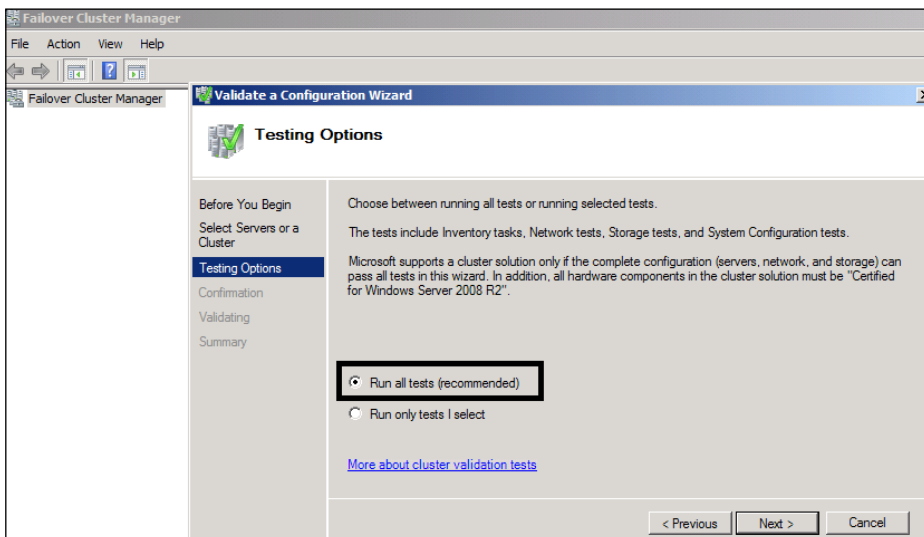 Failover Cluster Manager
File Action View Help
Failover Cluster Manager
Validate a Configuration Wizard
Testing Options
Before You Begin
Select Servers or a
Cluster
Testing Options
Confirmation
Validating
Summary
Choose between running all tests or running selected tests.
The tests include Inventory tasks, Network tests, Storage tests, and System Configuration tests.
Microsoft supports a cluster solution only if the complete configuration (servers, network, and storage) can
pass all tests in this wizard. In addition, all hardware components in the cluster solution must be "Certified
for Windows Server 2008 R2".
Run all tests (recommended)
Run only tests I select
More about cluster validation tests
< Previous Next > Cancel